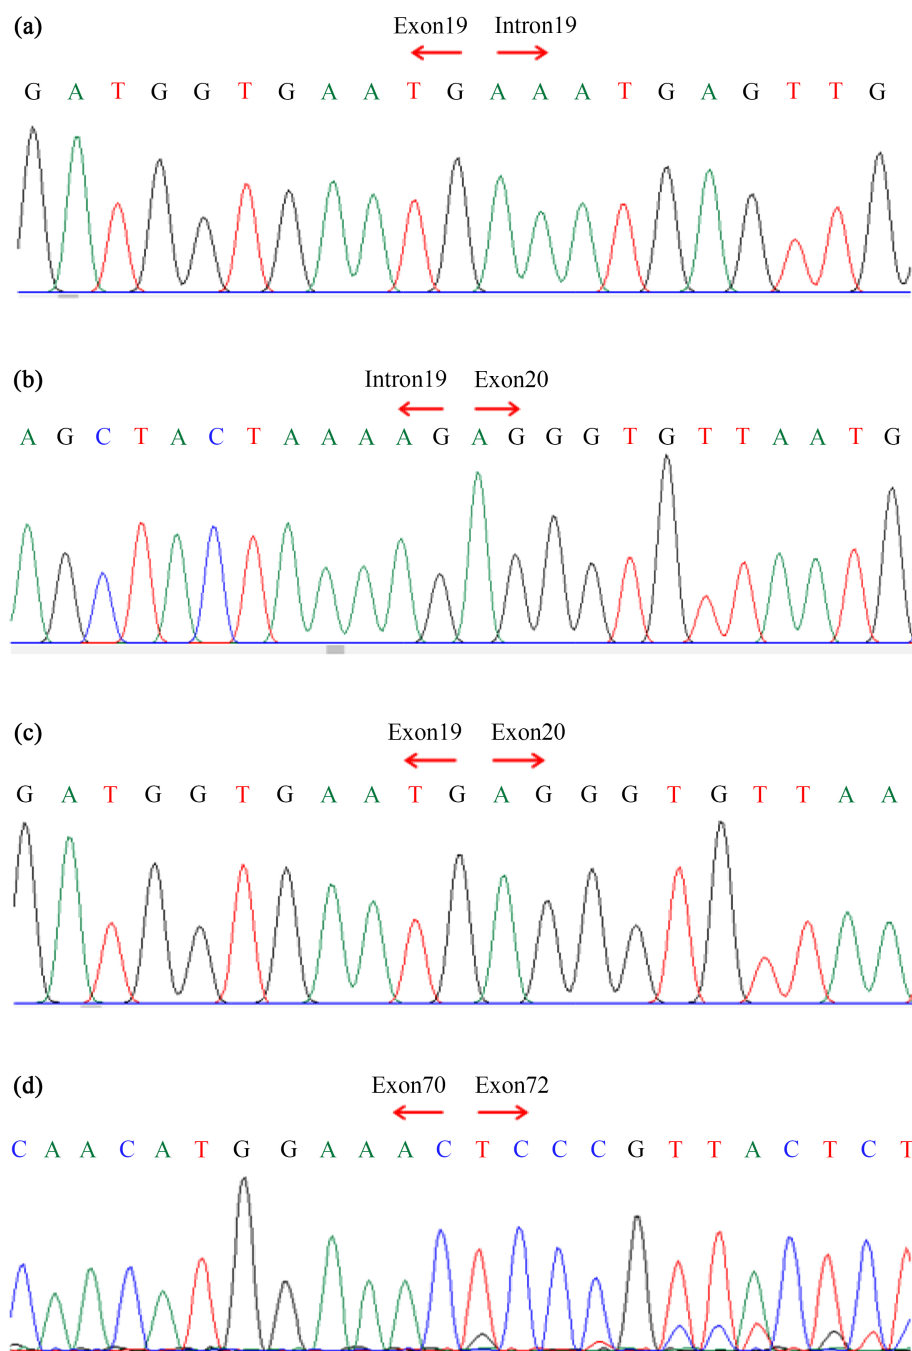 (a)
Exon19 Intron19
G A T G G T G A A T G A A A T G A G T T G
(b)
Intron19 Exon20
A G C T A C T A A A A G A G G G T G T T A A T G
(c)
Exon19 Exon20
G A T G G T G A A T G A G G G T G T T A A
(d)
Exon70 Exon72
C A A C A T G G A A A C T C C C G T T A C T C T